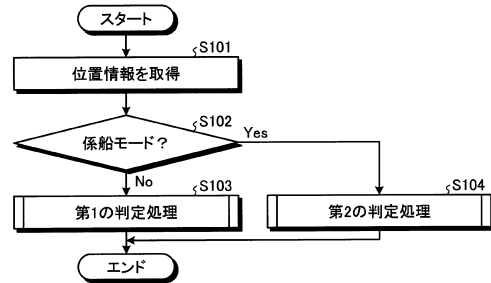 スタート
S101
位置情報を取得
S102
係船モード？
Yes
No
S103
第1の判定処理
S104
第2の判定処理
エンド